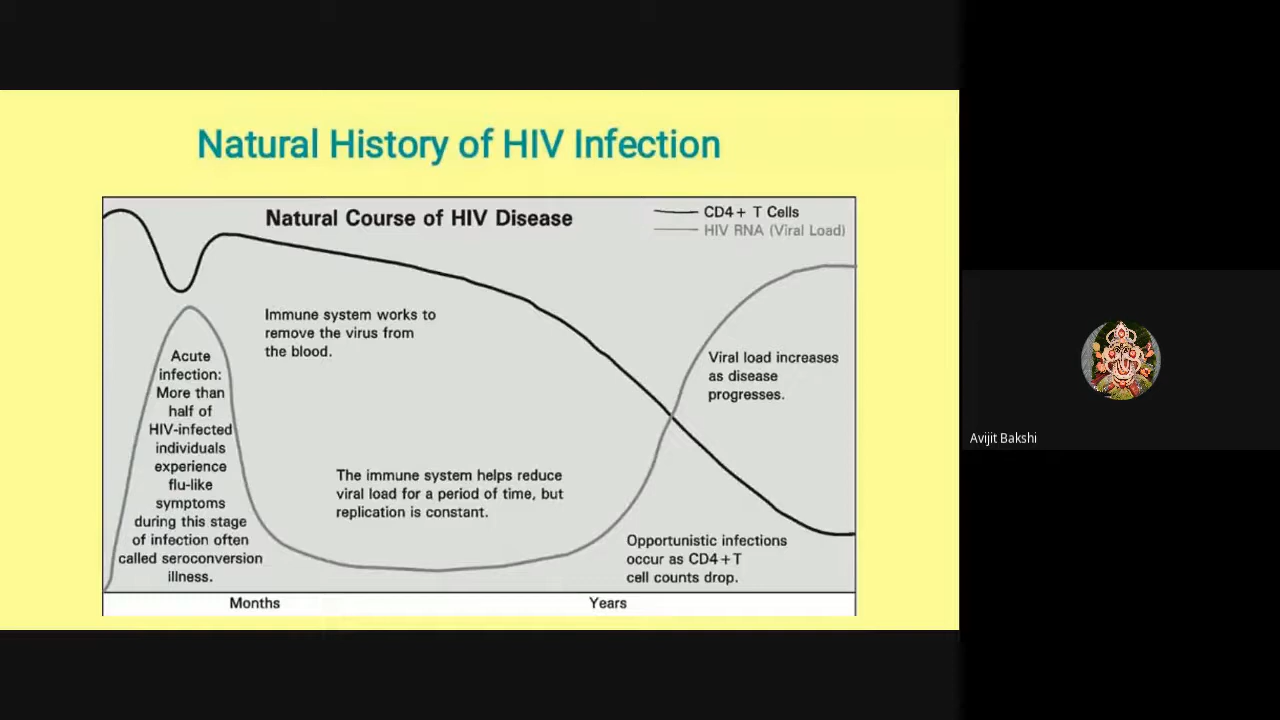 Natural History of HIV Infection
Natural Course of HIV Disease
CD4+ T Cells
HIV RNA (Viral Load)
Immune system works to
remove the virus from
the blood.
Acute
infection:
More than
half of
HIV-infected
individuals
experience
flu-like
symptoms
during this stage
of infection often
called seroconversion
illness.
The immune system helps reduce
viral load for a period of time, but
replication is constant.
Viral load increases
as disease
progresses.
Opportunistic infections
occur as CD4+T
cell counts drop.
Months
Years
Avijit Bakshi